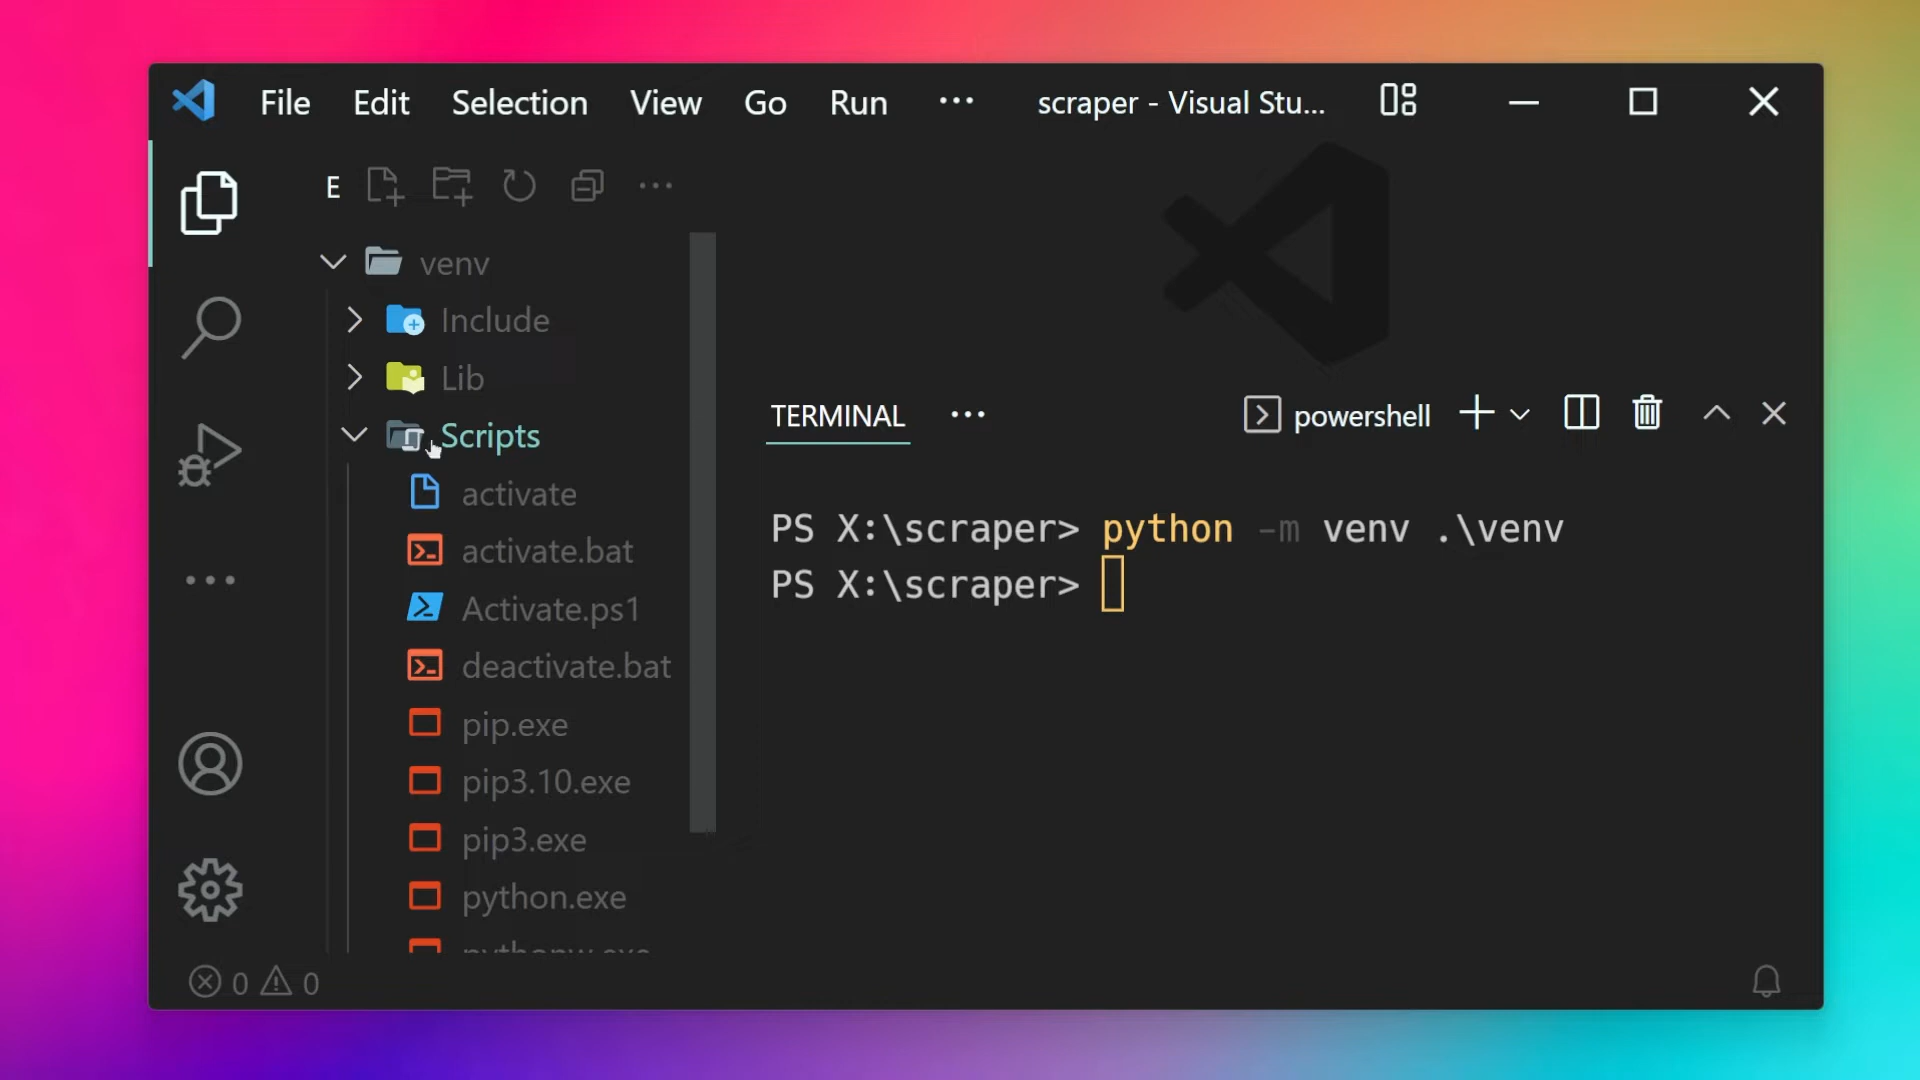 File Edit Selection View Go Run ··· scraper - Visual Stu...
E
venv
Include
Lib
Scripts
activate
activate.bat
Activate.ps1
deactivate.bat
pip.exe
pip3.10.exe
pip3.exe
python.exe
pythonw.exe
TERMINAL ··· powershell
PS X:\scraper> python -m venv .\venv
PS X:\scraper>
0 0